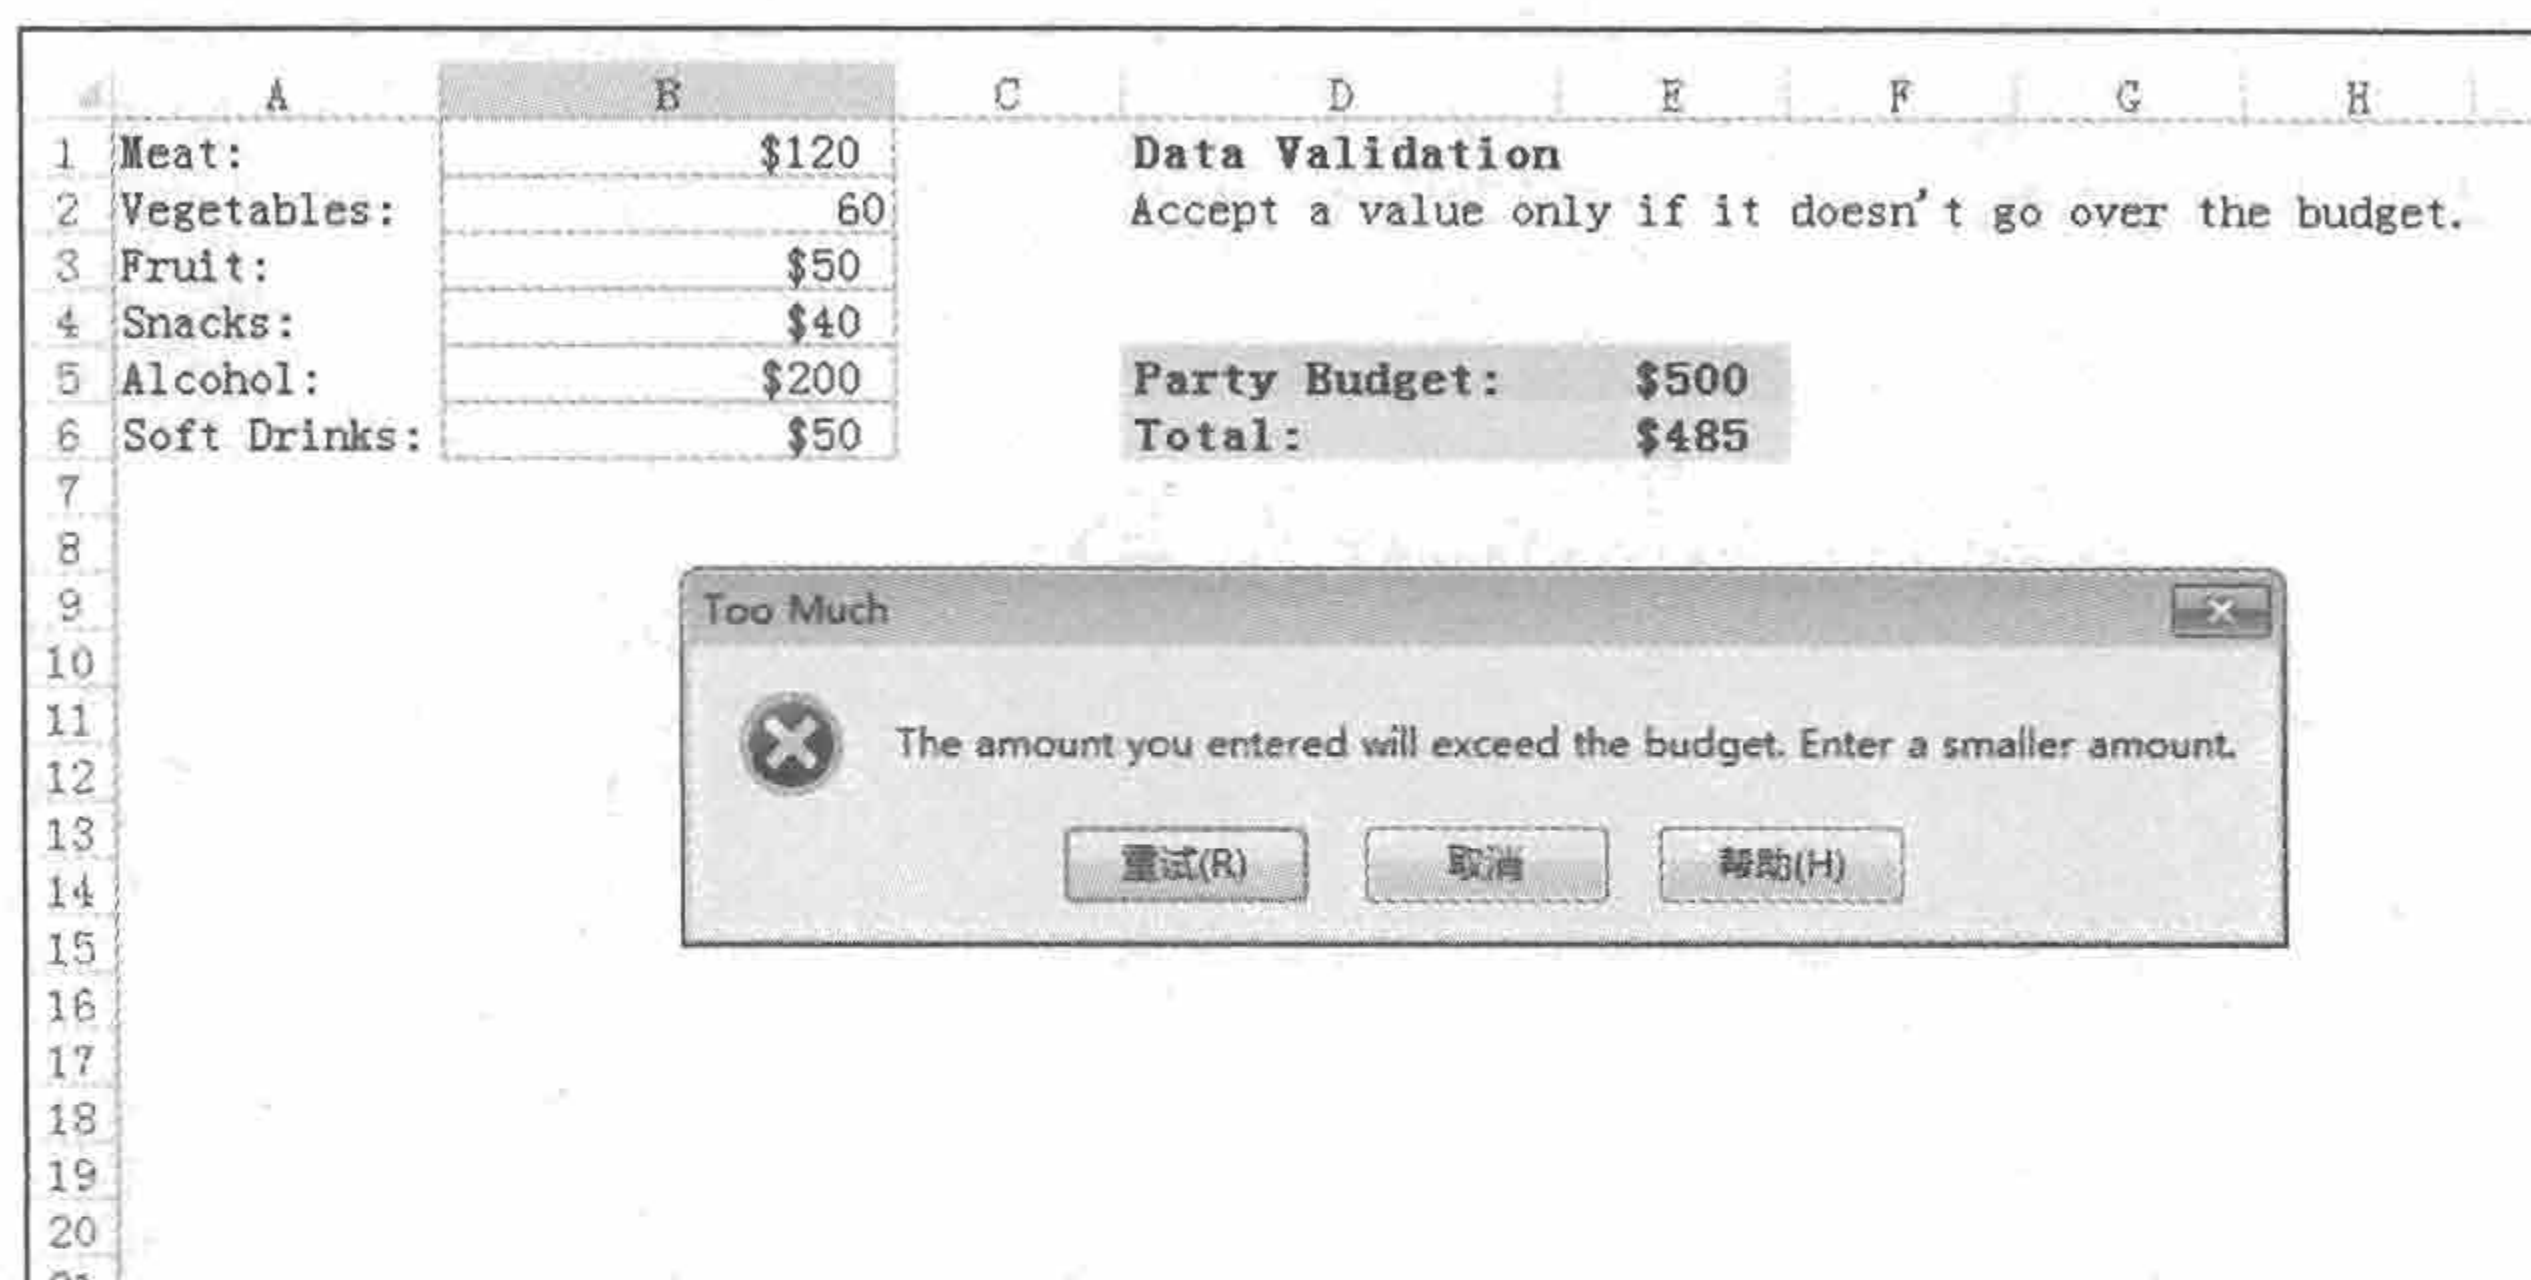 A B C D E F G H
1 Meat: $120 Data Validation
2 Vegetables: 60 Accept a value only if it doesn't go over the budget.
3 Fruit: $50
4 Snacks: $40
5 Alcohol: $200 Party Budget: $500
6 Soft Drinks: $50 Total: $485
7
8
9
Too Much
10
11
The amount you entered will exceed the budget. Enter a smaller amount.
12
13
重试(R) 取消 帮助(H)
14
15
16
17
18
19
20